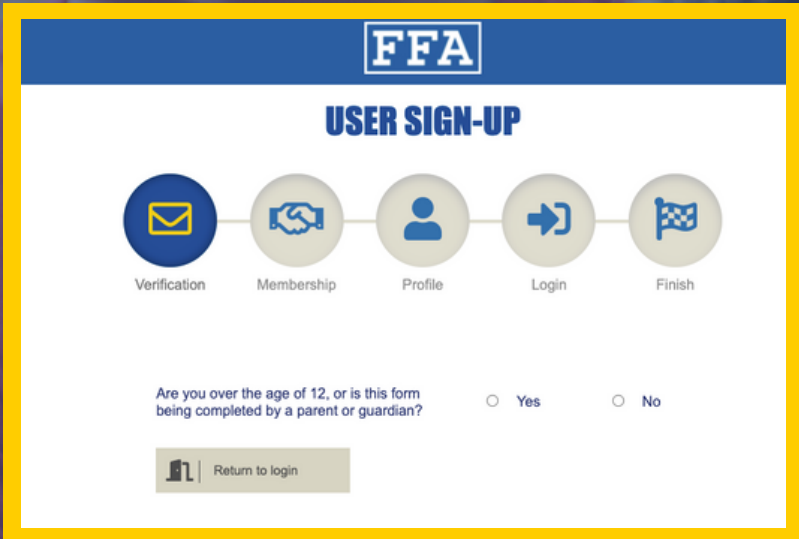 FFA
USER SIGN-UP
Verification
Membership
Profile
Login
Finish
Are you over the age of 12, or is this form
being completed by a parent or guardian?
Yes
No
Return to login